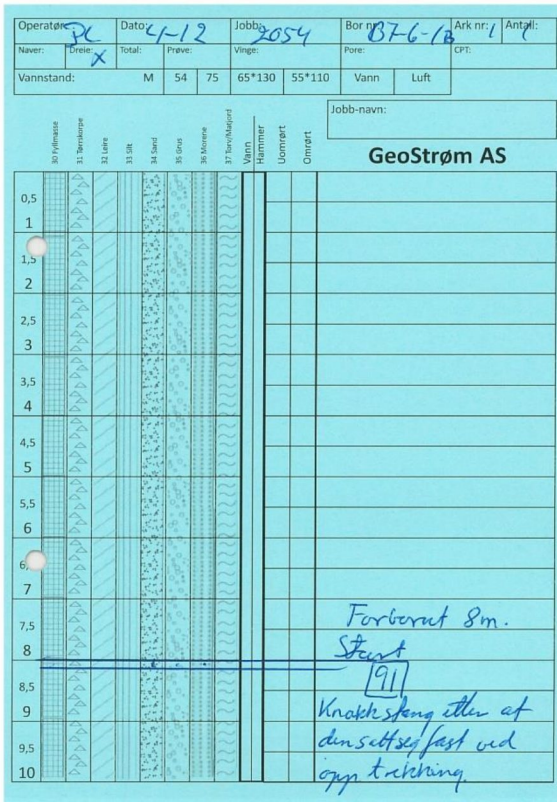 Operatør: PL Dato: 4-12 Jobb: 2054 Bor nr: B7-6-1B Ark nr: 1 Antall: 1
Naver: Dreie: X Total: Prøve: Vinge: Pore: CPT:
Vannstand: M 54 75 65*130 55*110 Vann Luft
Jobb-navn:
GeoStrøm AS
30 Fyllmasse 31 Tørrskorpe 32 Leire 33 Silt 34 Sand 35 Grus 36 Morene 37 Torv/Matjord Vann Hammer Uomrørt Omrørt
0,5
1
1,5
2
2,5
3
3,5
4
4,5
5
5,5
6
6,
7
7,5
Forborut 8m.
8
Start
91
8,5
Knakk stang etter at
9
den satt seg fast ved
9,5
opp trekking.
10